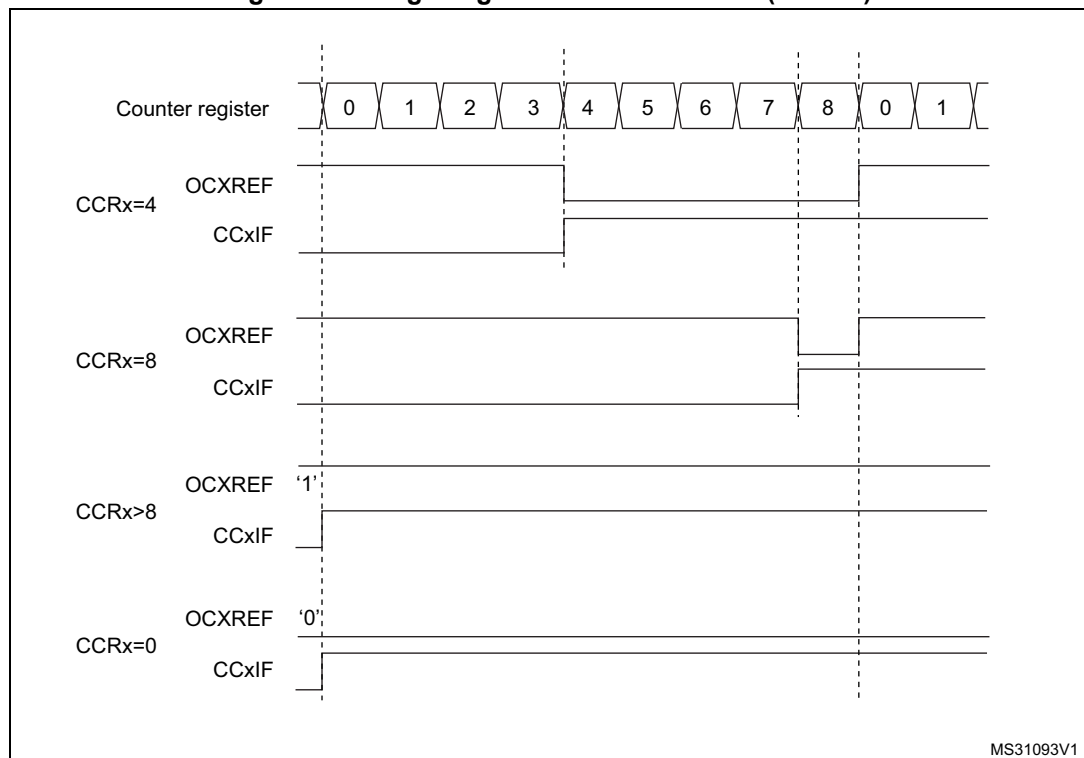 Counter register 0 1 2 3 4 5 6 7 8 0 1
OCXREF
CCRx=4
CCxIF
OCXREF
CCRx=8
CCxIF
OCXREF '1'
CCRx>8
CCxIF
OCXREF ‘0’
CCRx=0
CCxIF
MS31093V1